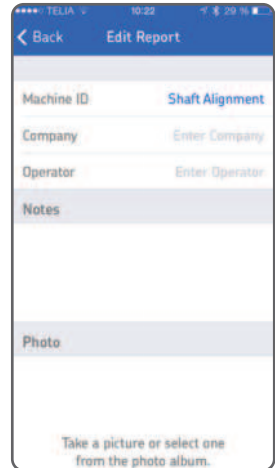 TELIA 10:22 29 %
Back Edit Report
Machine ID Shaft Alignment
Company Enter Company
Operator Enter Operator
Notes
Photo
Take a picture or select one
from the photo album.